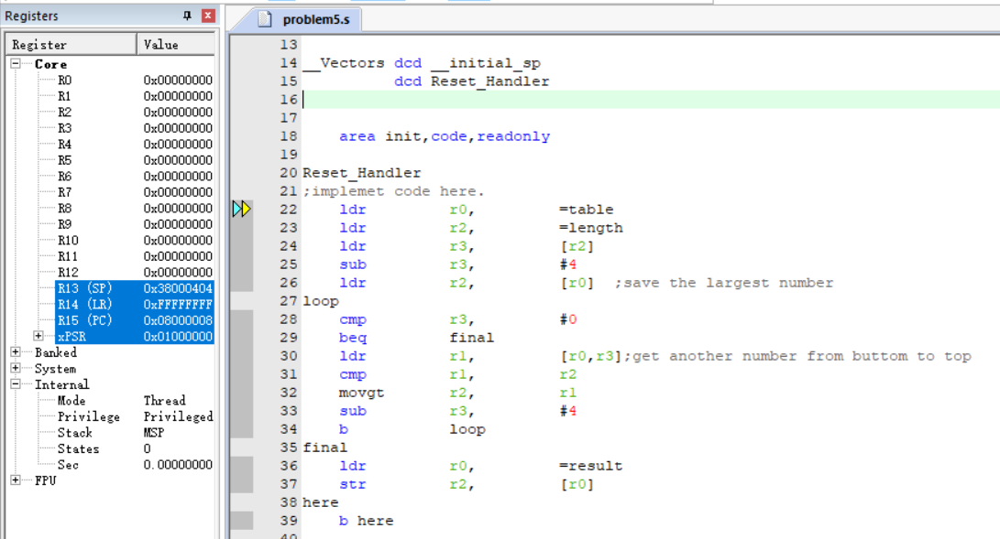 Registers
Register Value
Core
R0 0x00000000
R1 0x00000000
R2 0x00000000
R3 0x00000000
R4 0x00000000
R5 0x00000000
R6 0x00000000
R7 0x00000000
R8 0x00000000
R9 0x00000000
R10 0x00000000
R11 0x00000000
R12 0x00000000
R13 (SP) 0x38000404
R14 (LR) 0xFFFFFFFF
R15 (PC) 0x08000008
xPSR 0x01000000
Banked
System
Internal
Mode Thread
Privilege Privileged
Stack MSP
States 0
Sec 0.00000000
FPU
problem5.s
13
14 __Vectors dcd __initial_sp
15 dcd Reset_Handler
16
17
18 area init,code,readonly
19
20 Reset_Handler
21 ;implemet code here.
22 ldr r0, =table
23 ldr r2, =length
24 ldr r3, [r2]
25 sub r3, #4
26 ldr r2, [r0] ;save the largest number
27 loop
28 cmp r3, #0
29 beq final
30 ldr r1, [r0,r3];get another number from buttom to top
31 cmp r1, r2
32 movgt r2, r1
33 sub r3, #4
34 b loop
35 final
36 ldr r0, =result
37 str r2, [r0]
38 here
39 b here
40